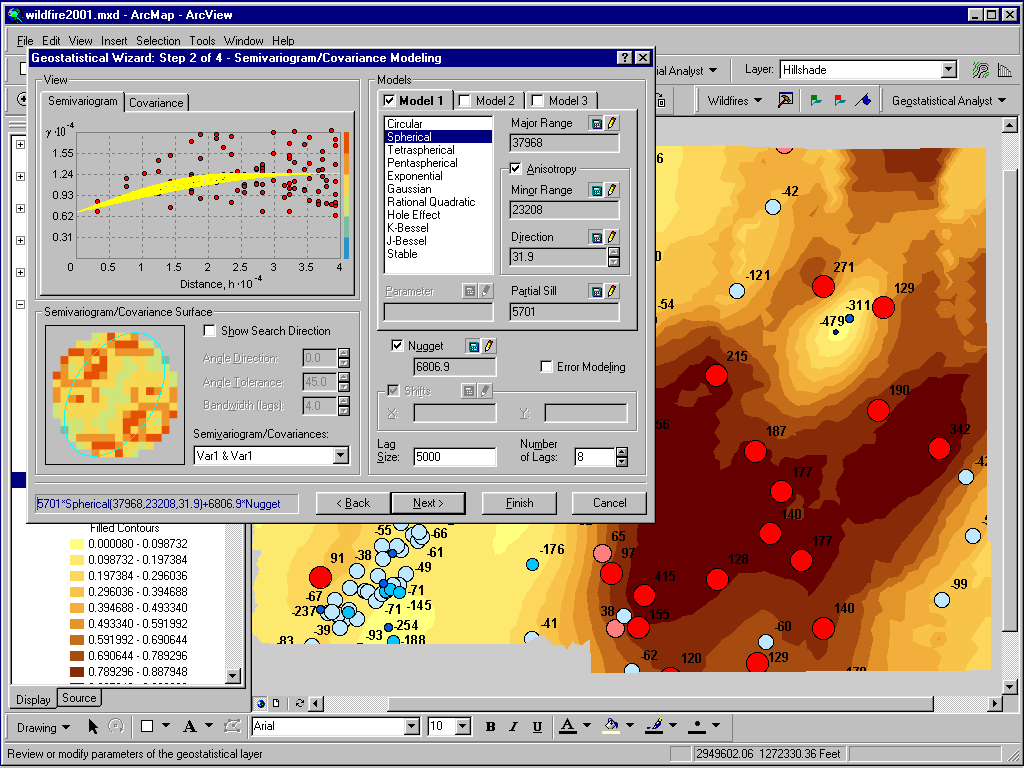 wildfire2001.mxd - ArcMap - ArcView
File Edit View Insert Selection Tools Window Help
Geostatistical Wizard: Step 2 of 4 - Semivariogram/Covariance Modeling
ial Analyst
Layer: Hillshade
Wildfires
Geostatistical Analyst
View
Semivariogram Covariance
γ·10⁻⁴
1.55
1.24
0.93
0.62
0.31
0 0.5 1 1.5 2 2.5 3 3.5 4
Distance, h·10⁻⁴
Semivariogram/Covariance Surface
Show Search Direction
Angle Direction: 0.0
Angle Tolerance: 45.0
Bandwidth (lags): 4.0
Semivariogram/Covariances:
Var1 & Var1
Models
Model 1 Model 2 Model 3
Circular
Spherical
Tetraspherical
Pentaspherical
Exponential
Gaussian
Rational Quadratic
Hole Effect
K-Bessel
J-Bessel
Stable
Major Range
37968
Anisotropy
Minor Range
23208
Direction
31.9
Parameter
Partial Sill
5701
Nugget
6806.9
Error Modeling
Shifts
X: Y:
Lag Size: 5000
Number of Lags: 8
5701*Spherical(37968,23208,31.9)+6806.9*Nugget
< Back Next > Finish Cancel
Filled Contours
0.000080 - 0.098732
0.098732 - 0.197384
0.197384 - 0.296036
0.296036 - 0.394688
0.394688 - 0.493340
0.493340 - 0.591992
0.591992 - 0.690644
0.690644 - 0.789296
0.789296 - 0.887948
Display Source
-42
271
-121
129
-311
-54
-479
215
190
56
187
342
177
140
-55
-66
65
177
-38
-61
-176
97
91
-49
128
415
-99
-67
-71
-237
-71
-145
38
155
140
-39
-254
-41
-60
-93
-83
-188
-62
120
129
Drawing Arial 10 B I U A
2949602.06 1272330.36 Feet
Review or modify parameters of the geostatistical layer